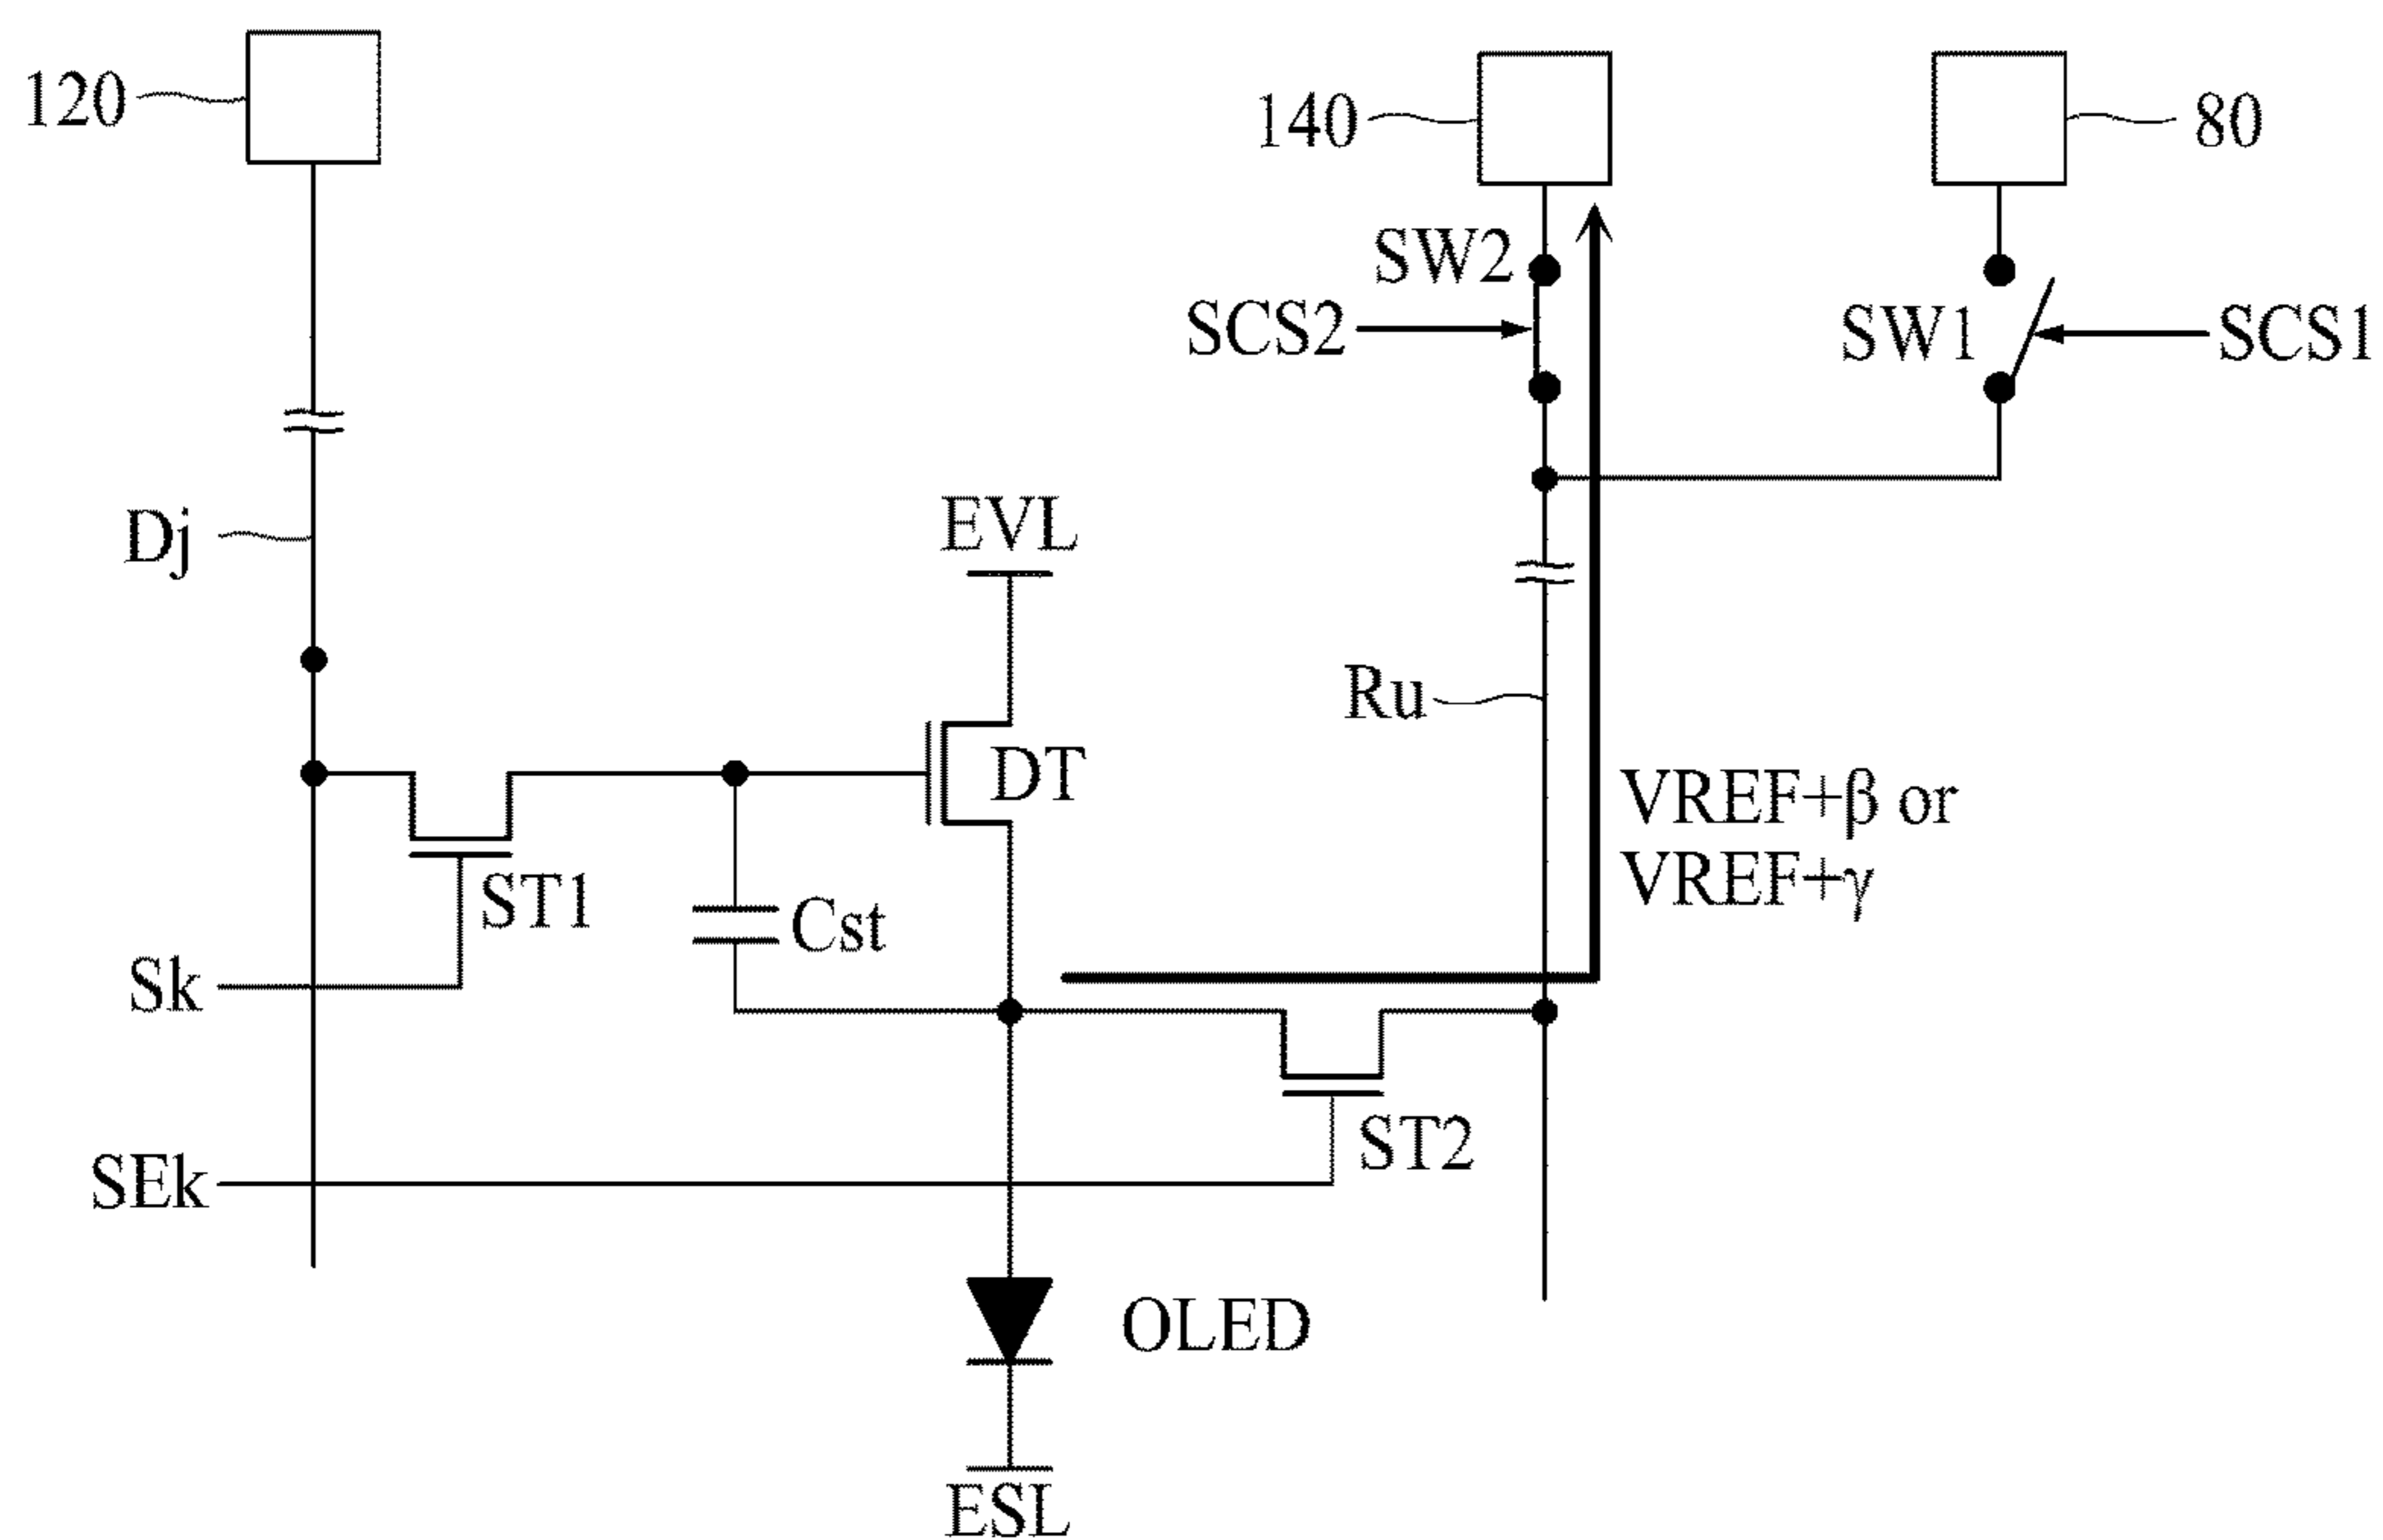 120
140
80
SW2
SCS2
SW1
SCS1
EVL
Dj
Ru
DT
VREF+β or
VREF+γ
ST1
Cst
Sk
ST2
SEk
OLED
ESL